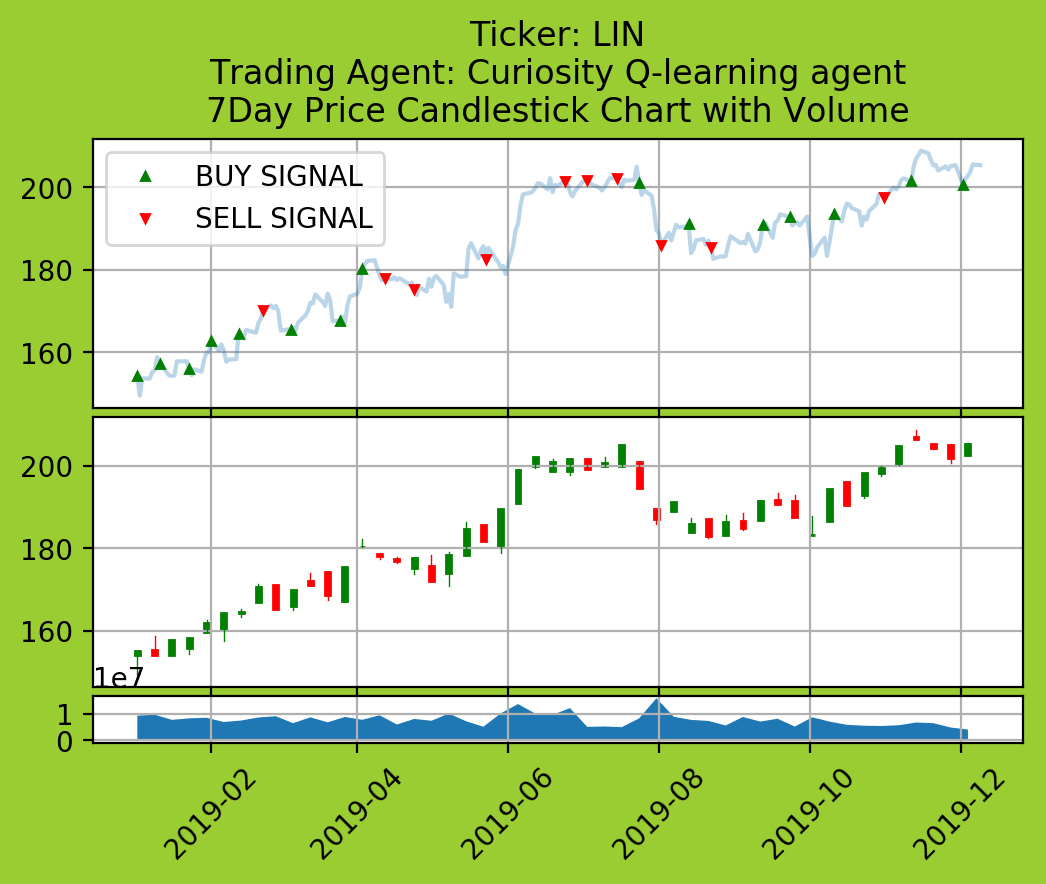 Ticker: LIN
Trading Agent: Curiosity Q-learning agent
7Day Price Candlestick Chart with Volume
BUY SIGNAL
SELL SIGNAL
200
180
160
200
180
160
1e7
1
0
2019-02
2019-04
2019-06
2019-08
2019-10
2019-12